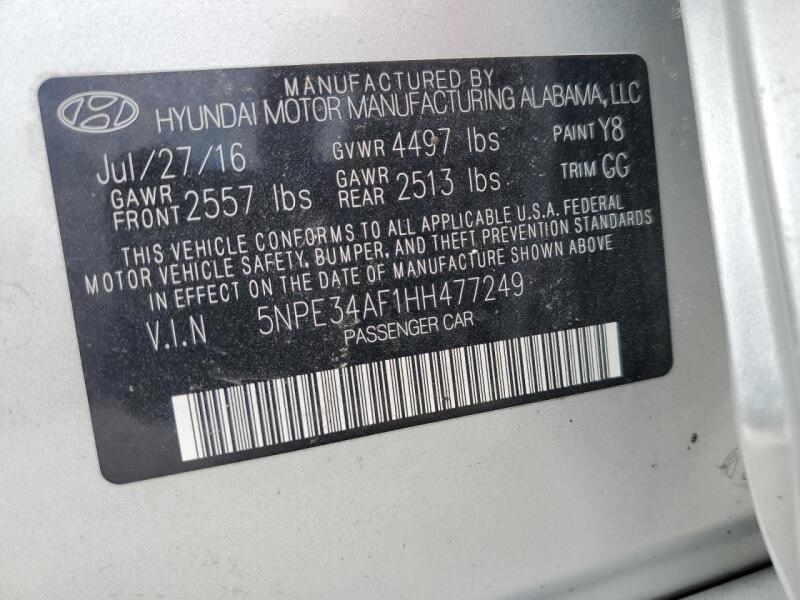 MANUFACTURED BY
HYUNDAI MOTOR MANUFACTURING ALABAMA, LLC
Jul/27/16 GVWR 4497 lbs PAINT Y8
GAWR FRONT 2557 lbs GAWR REAR 2513 lbs TRIM GG
THIS VEHICLE CONFORMS TO ALL APPLICABLE U.S.A. FEDERAL
MOTOR VEHICLE SAFETY, BUMPER, AND THEFT PREVENTION STANDARDS
IN EFFECT ON THE DATE OF MANUFACTURE SHOWN ABOVE
V.I.N 5NPE34AF1HH477249
PASSENGER CAR